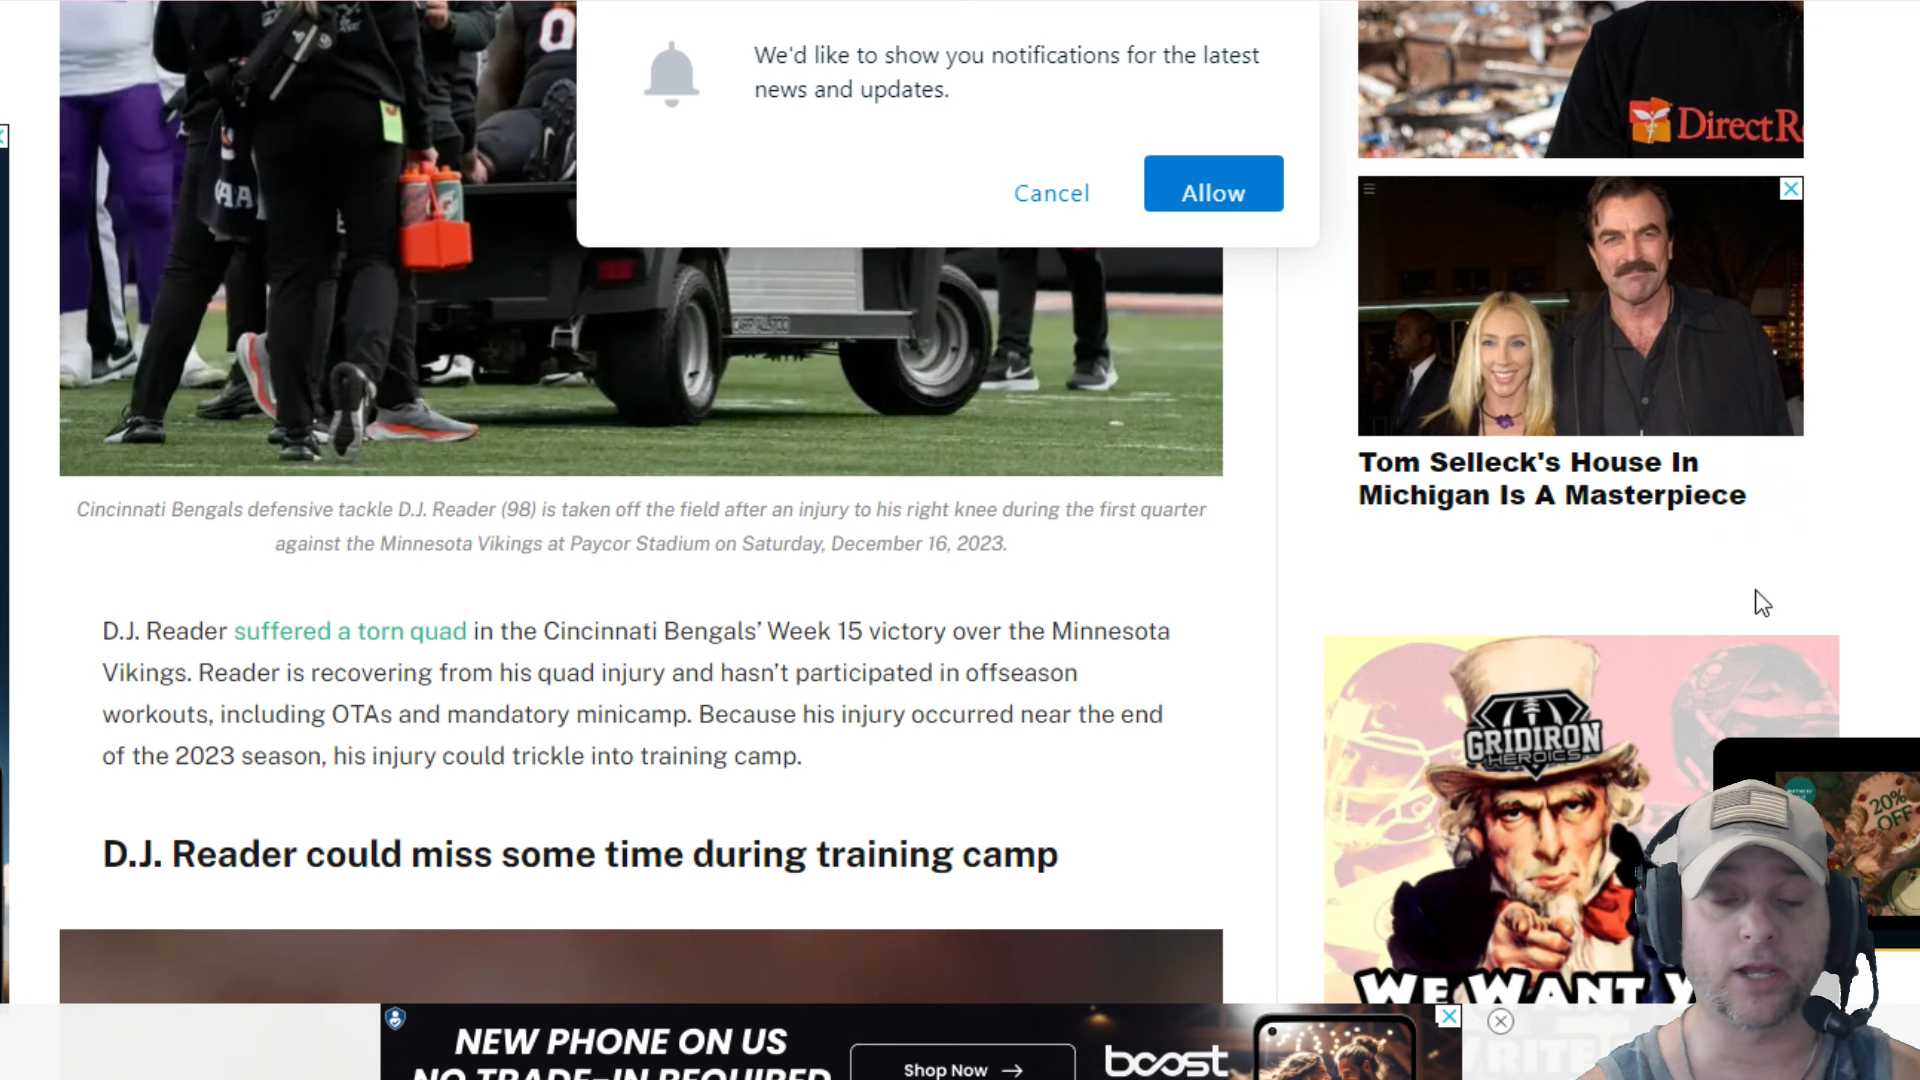 We'd like to show you notifications for the latest
news and updates.
Cancel
Allow
DirectR
Tom Selleck's House In
Michigan Is A Masterpiece
Cincinnati Bengals defensive tackle D.J. Reader (98) is taken off the field after an injury to his right knee during the first quarter
against the Minnesota Vikings at Paycor Stadium on Saturday, December 16, 2023.
D.J. Reader suffered a torn quad in the Cincinnati Bengals’ Week 15 victory over the Minnesota
Vikings. Reader is recovering from his quad injury and hasn’t participated in offseason
workouts, including OTAs and mandatory minicamp. Because his injury occurred near the end
of the 2023 season, his injury could trickle into training camp.
D.J. Reader could miss some time during training camp
GRIDIRON
HEROICS
20%
OFF
WE WANT
NEW PHONE ON US
NO TRADE-IN REQUIRED
Shop Now
boost